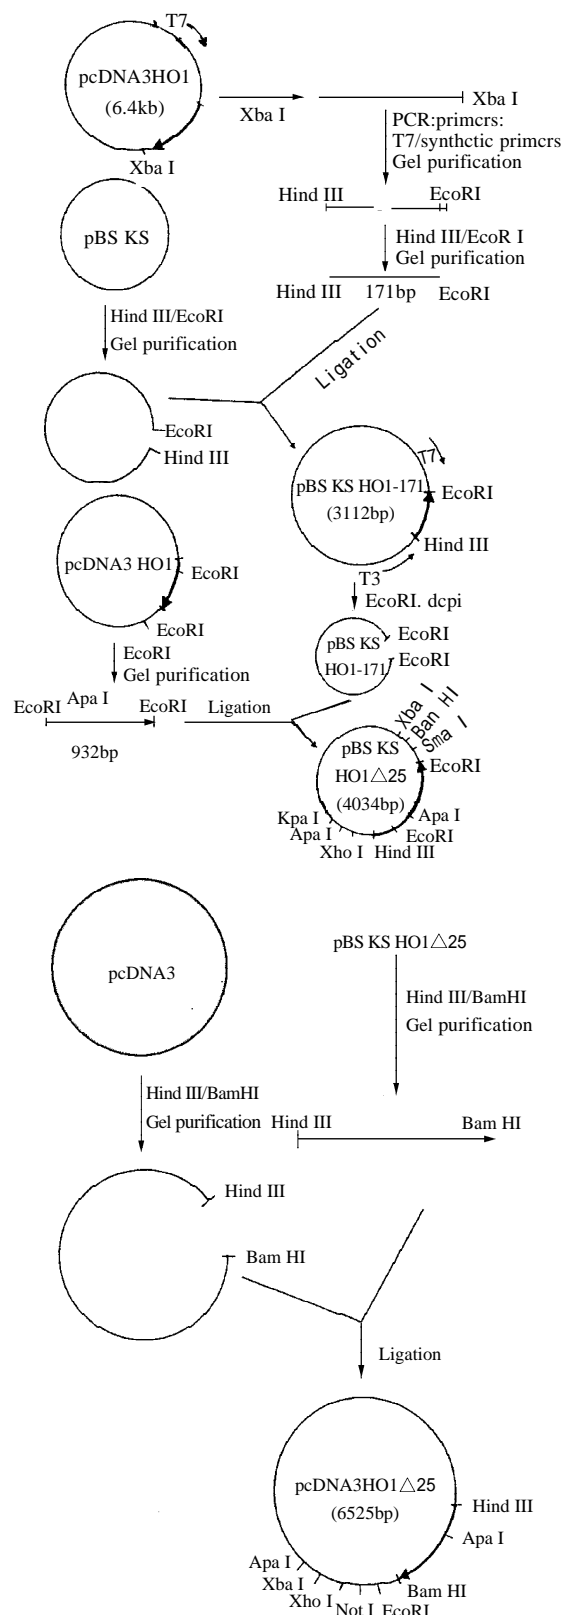 T7
pcDNA3HO1
(6.4kb)
Xba I
Xba I
Xba I
PCR:primcrs:
T7/synthctic primcrs
Gel purification
Hind III
EcoRI
pBS KS
Hind III/EcoR I
Gel purification
Hind III 171bp EcoRI
Hind III/EcoRI
Gel purification
Ligation
EcoRI
Hind III
T7
pBS KS HO1-171
(3112bp)
EcoRI
Hind III
T3
pcDNA3 HO1
EcoRI
EcoRI
EcoRI. dcpi
EcoRI
Gel purification
pBS KS
HO1-171
EcoRI
EcoRI
EcoRI Apa I EcoRI
932bp
Ligation
Xba I
Ban HI
Sma I
pBS KS
HO1△25
(4034bp)
EcoRI
Apa I
EcoRI
Kpa I
Apa I
Xho I Hind III
pcDNA3
pBS KS HO1△25
Hind III/BamHI
Gel purification
Hind III/BamHI
Gel purification
Hind III
Bam HI
Hind III
Bam HI
Ligation
pcDNA3HO1△25
(6525bp)
Hind III
Apa I
Apa I
Xba I
Xho I
Not I
EcoRI
Bam HI